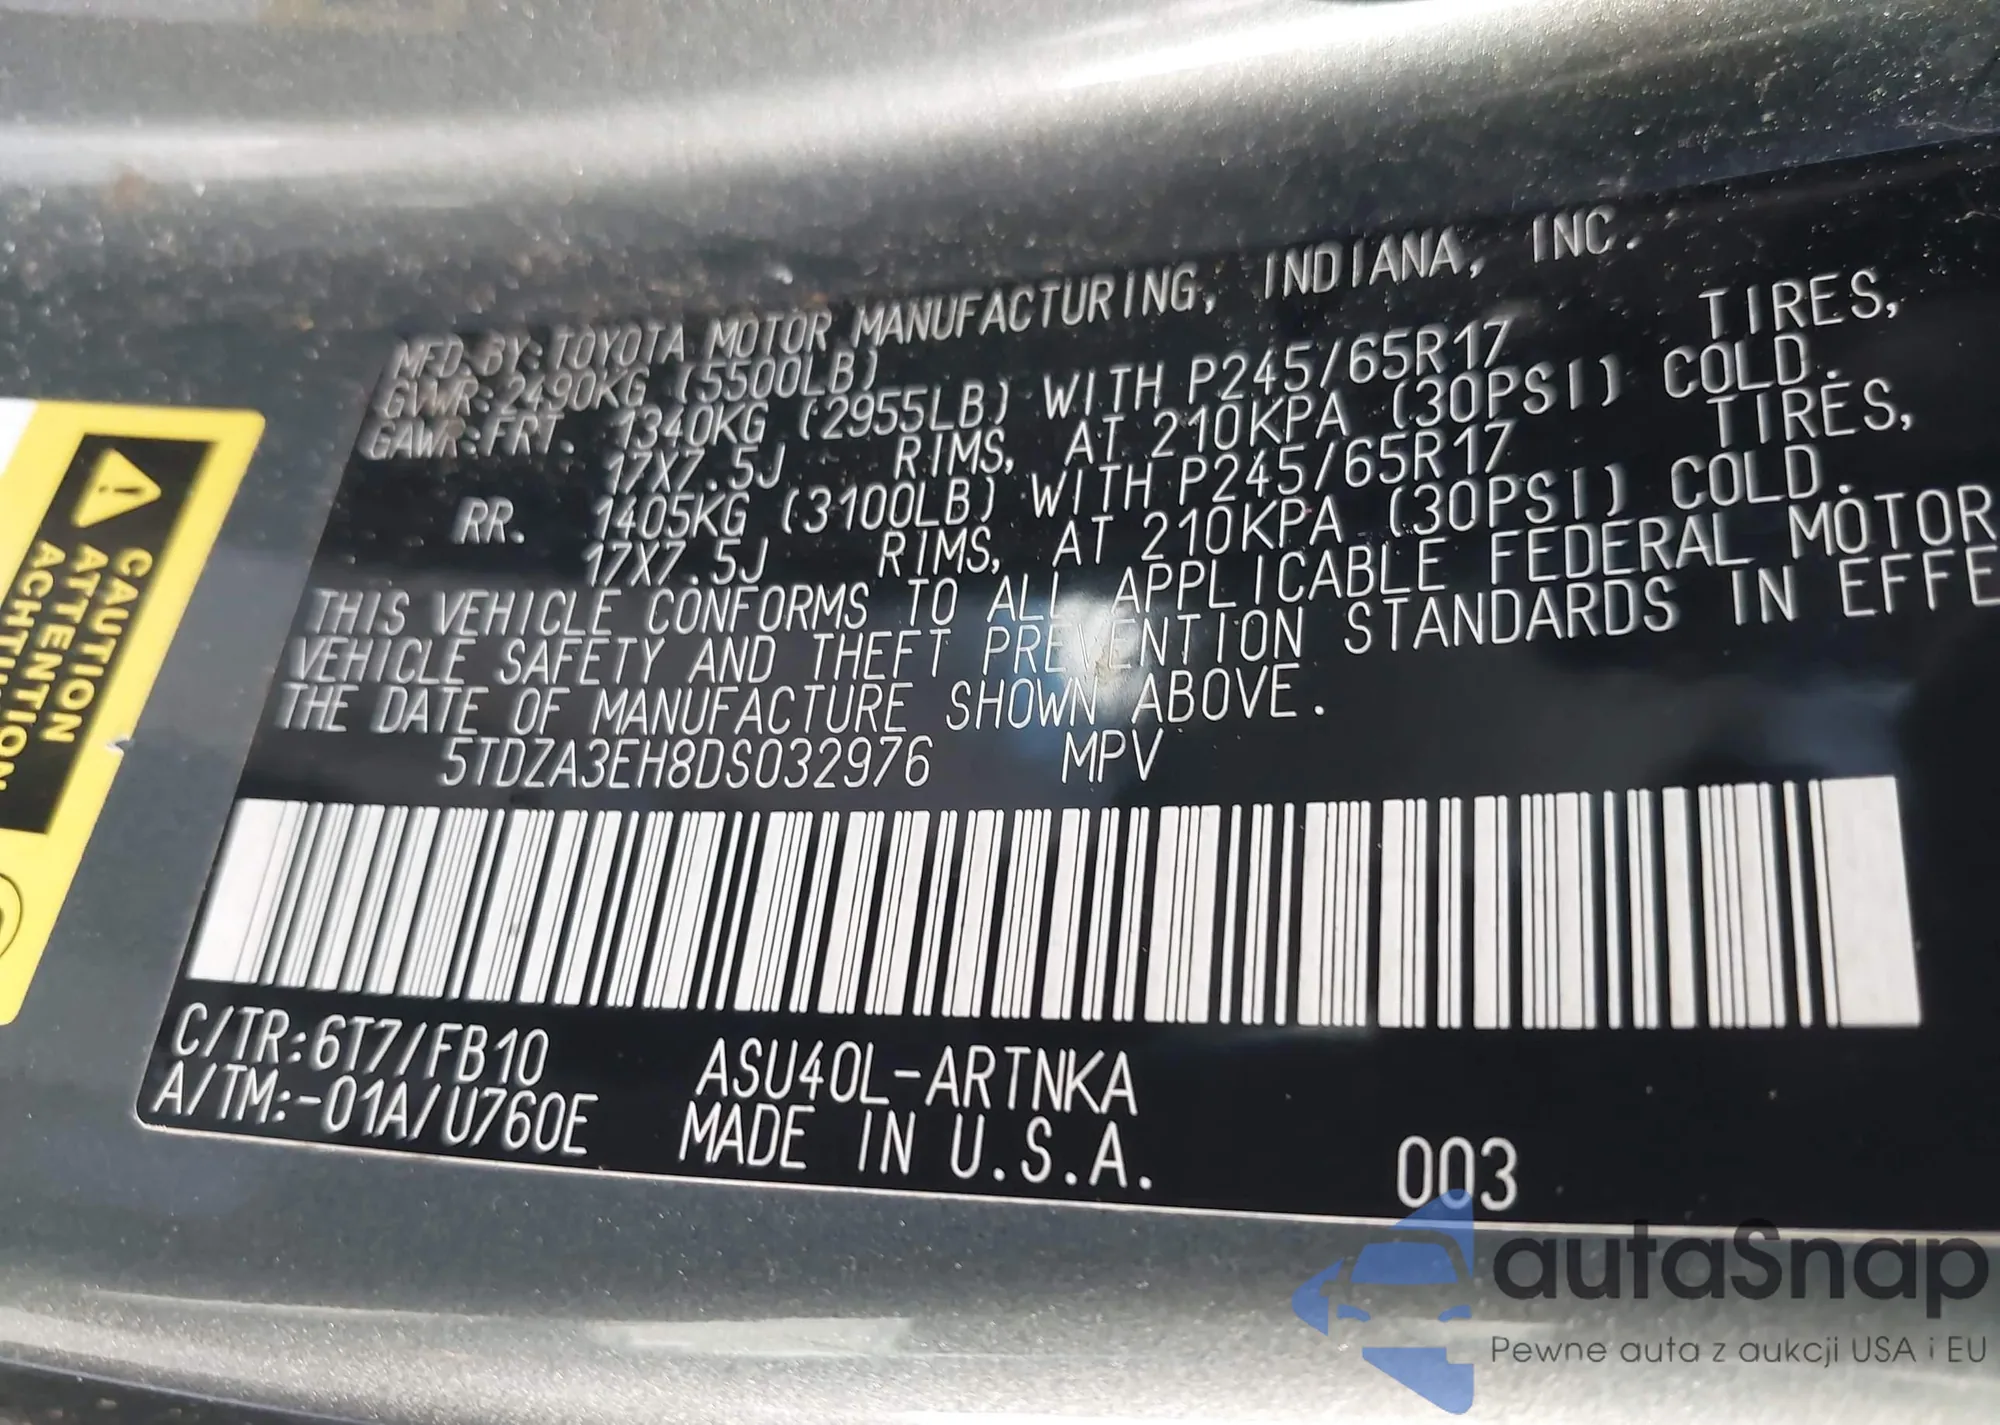 MFD.BY:TOYOTA MOTOR MANUFACTURING, INDIANA, INC.
GVWR:2490KG (5500LB)
GAWR:FRT. 1340KG (2955LB) WITH P245/65R17 TIRES,
17X7.5J RIMS, AT 210KPA (30PSI) COLD.
RR. 1405KG (3100LB) WITH P245/65R17 TIRES,
17X7.5J RIMS, AT 210KPA (30PSI) COLD.
THIS VEHICLE CONFORMS TO ALL APPLICABLE FEDERAL MOTOR
VEHICLE SAFETY AND THEFT PREVENTION STANDARDS IN EFFE
THE DATE OF MANUFACTURE SHOWN ABOVE.
5TDZA3EH8DS032976 MPV
C/TR:6T7/FB10 ASU40L-ARTNKA
A/TM:-01A/U760E MADE IN U.S.A. 003
CAUTION
ATTENTION
ACHTUNG
autaSnap
Pewne auta z aukcji USA i EU